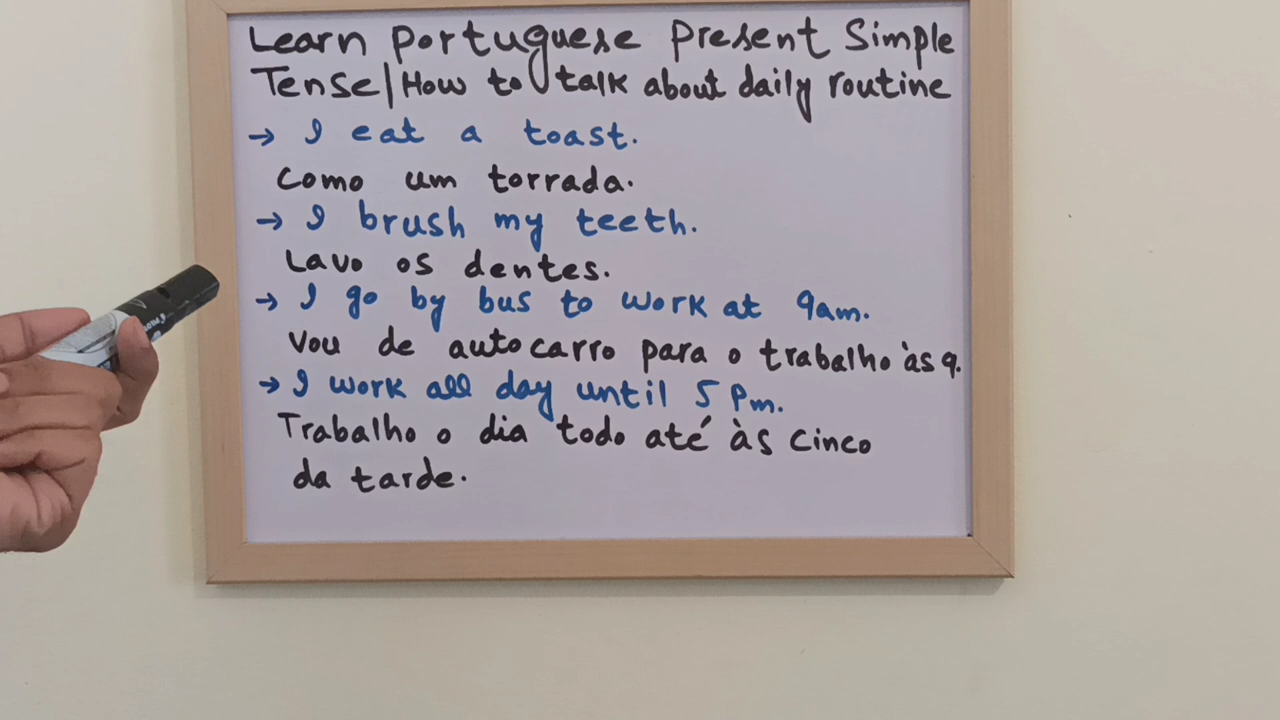 Learn Portuguese Present Simple
Tense/How to talk about daily routine
→ I eat a toast.
Como um torrada.
→ I brush my teeth.
Lavo os dentes.
→ I go by bus to work at 9am.
Vou de autocarro para o trabalho às 9.
→ I work all day until 5 Pm.
Trabalho o dia todo até às cinco
da tarde.